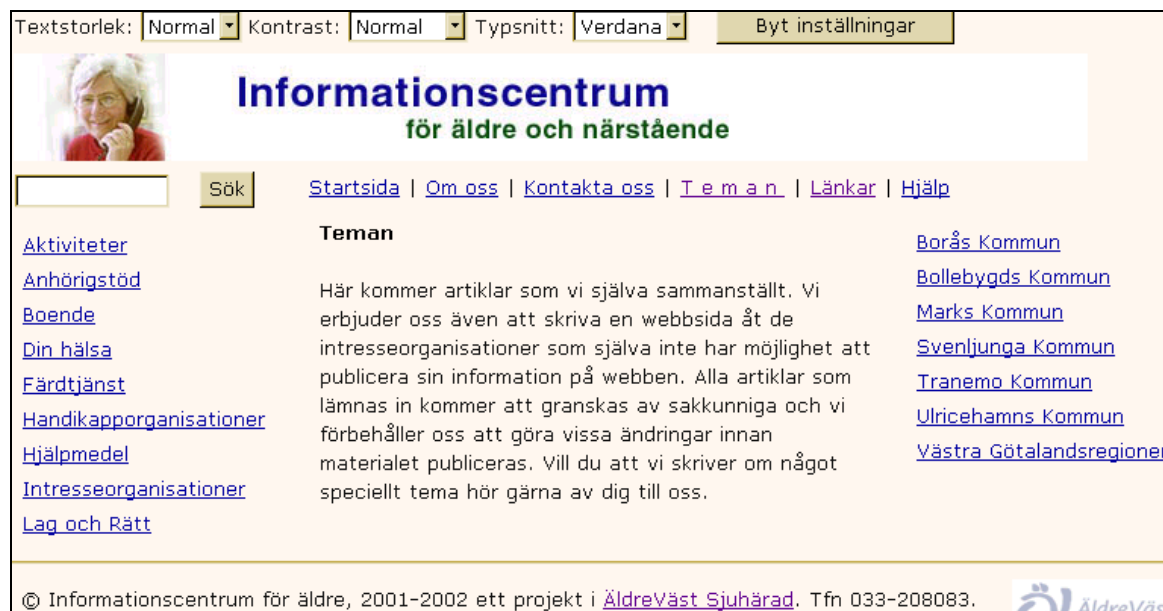 Textstorlek: Normal Kontrast: Normal Typsnitt: Verdana Byt inställningar
Informationscentrum
för äldre och närstående
Sök Startsida | Om oss | Kontakta oss | Teman | Länkar | Hjälp
Aktiviteter
Anhörigstöd
Boende
Din hälsa
Färdtjänst
Handikapporganisationer
Hjälpmedel
Intresseorganisationer
Lag och Rätt
Teman
Här kommer artiklar som vi själva sammanställt. Vi
erbjuder oss även att skriva en webbsida åt de
intresseorganisationer som själva inte har möjlighet att
publicera sin information på webben. Alla artiklar som
lämnas in kommer att granskas av sakkunniga och vi
förbehåller oss att göra vissa ändringar innan
materialet publiceras. Vill du att vi skriver om något
speciellt tema hör gärna av dig till oss.
Borås Kommun
Bollebygds Kommun
Marks Kommun
Svenljunga Kommun
Tranemo Kommun
Ulricehamns Kommun
Västra Götalandsregionen
© Informationscentrum för äldre, 2001-2002 ett projekt i ÄldreVäst Sjuhärad. Tfn 033-208083.
ÄldreVäs